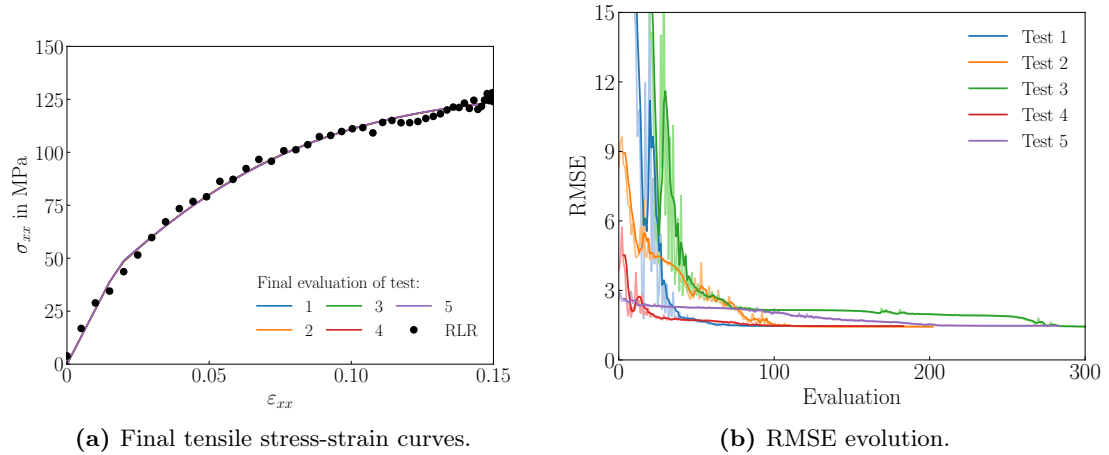 150
125
100
75
50
25
0
σxx in MPa
0
0.05
0.10
0.15
εxx
Final evaluation of test:
1 3 5
2 4 RLR
(a) Final tensile stress-strain curves.
15
12
9
6
3
0
RMSE
0
100
200
300
Evaluation
Test 1
Test 2
Test 3
Test 4
Test 5
(b) RMSE evolution.